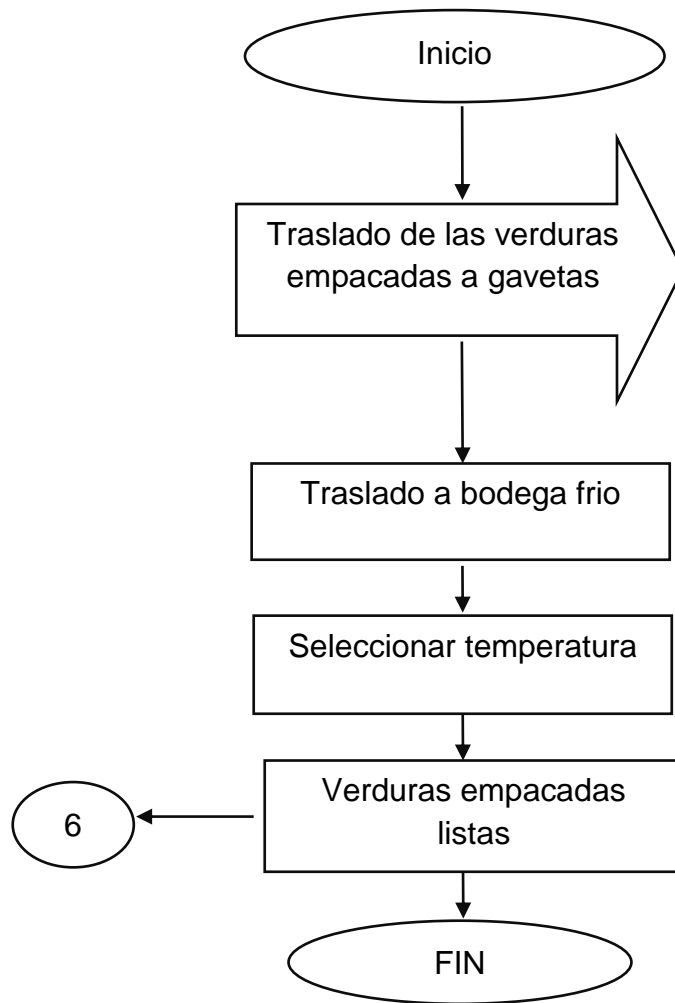 Inicio
Traslado de las verduras
empacadas a gavetas
Traslado a bodega frio
Seleccionar temperatura
Verduras empacadas
listas
6
FIN